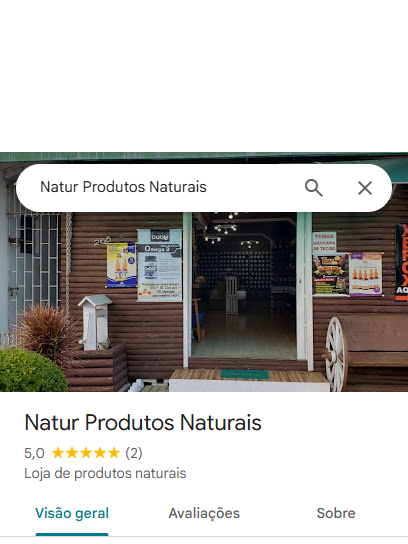 Natur Produtos Naturais
DUOM
Omega 3
TEMOS
MÁSCARA
DE TECIDO
Natur Produtos Naturais
5,0 ★★★★★ (2)
Loja de produtos naturais
Visão geral
Avaliações
Sobre